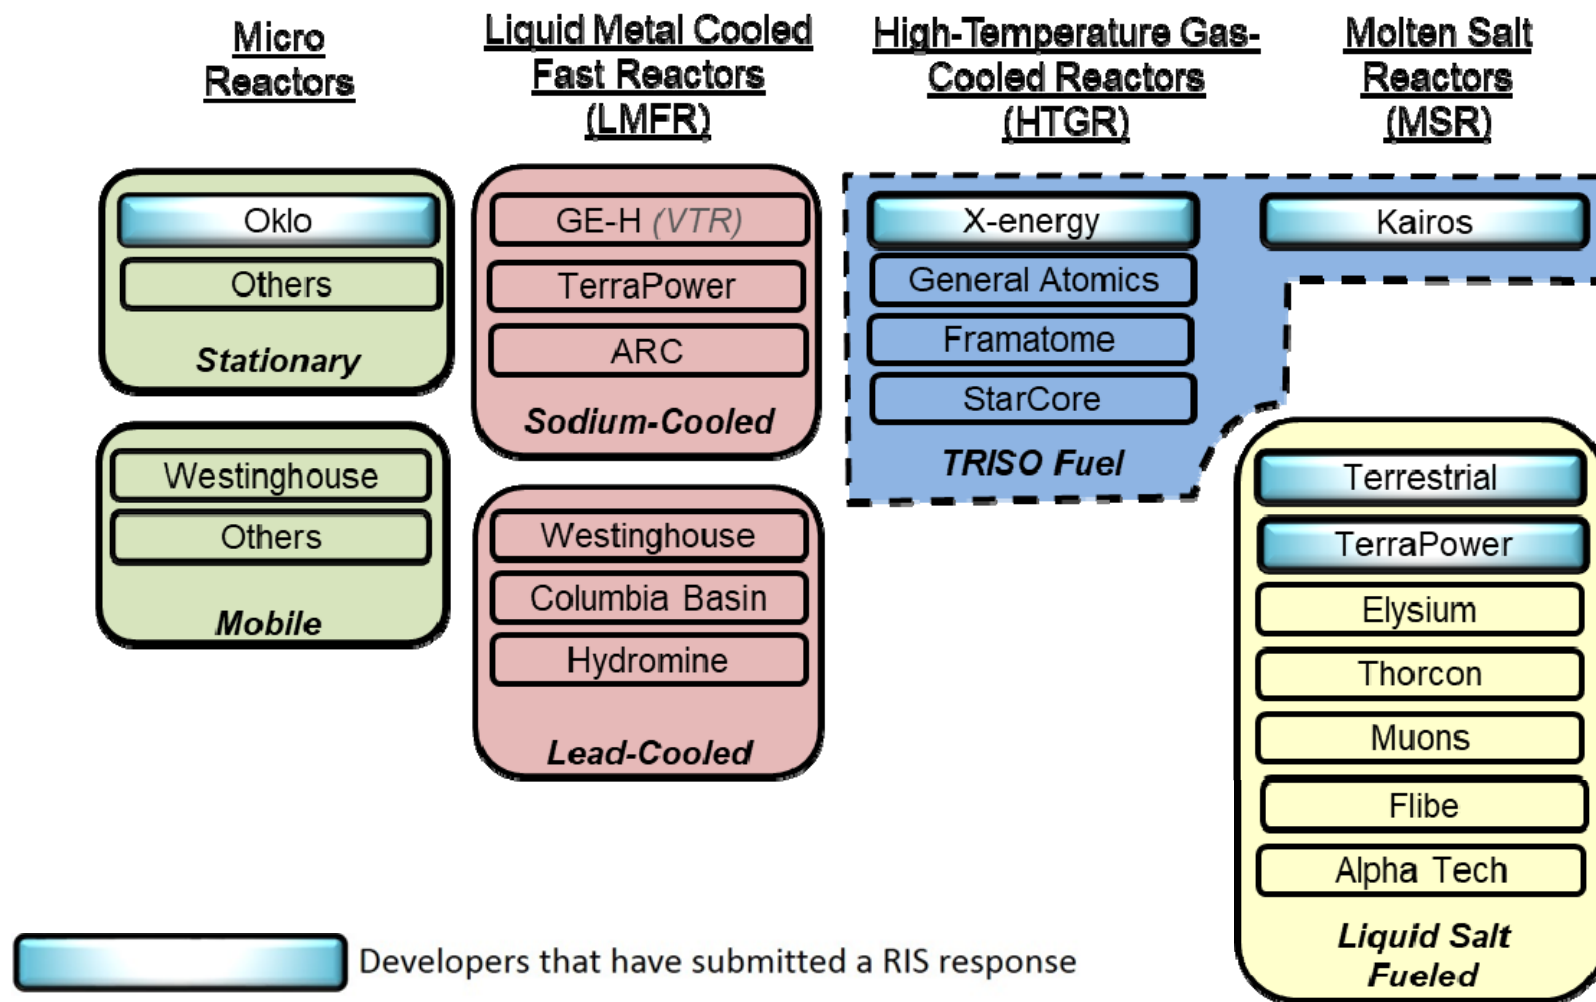 Micro
Reactors
Liquid Metal Cooled
Fast Reactors
(LMFR)
High-Temperature Gas-
Cooled Reactors
(HTGR)
Molten Salt
Reactors
(MSR)
Oklo
Others
Stationary
Westinghouse
Others
Mobile
GE-H (VTR)
TerraPower
ARC
Sodium-Cooled
Westinghouse
Columbia Basin
Hydromine
Lead-Cooled
X-energy
General Atomics
Framatome
StarCore
TRISO Fuel
Kairos
Terrestrial
TerraPower
Elysium
Thorcon
Muons
Flibe
Alpha Tech
Liquid Salt
Fueled
Developers that have submitted a RIS response